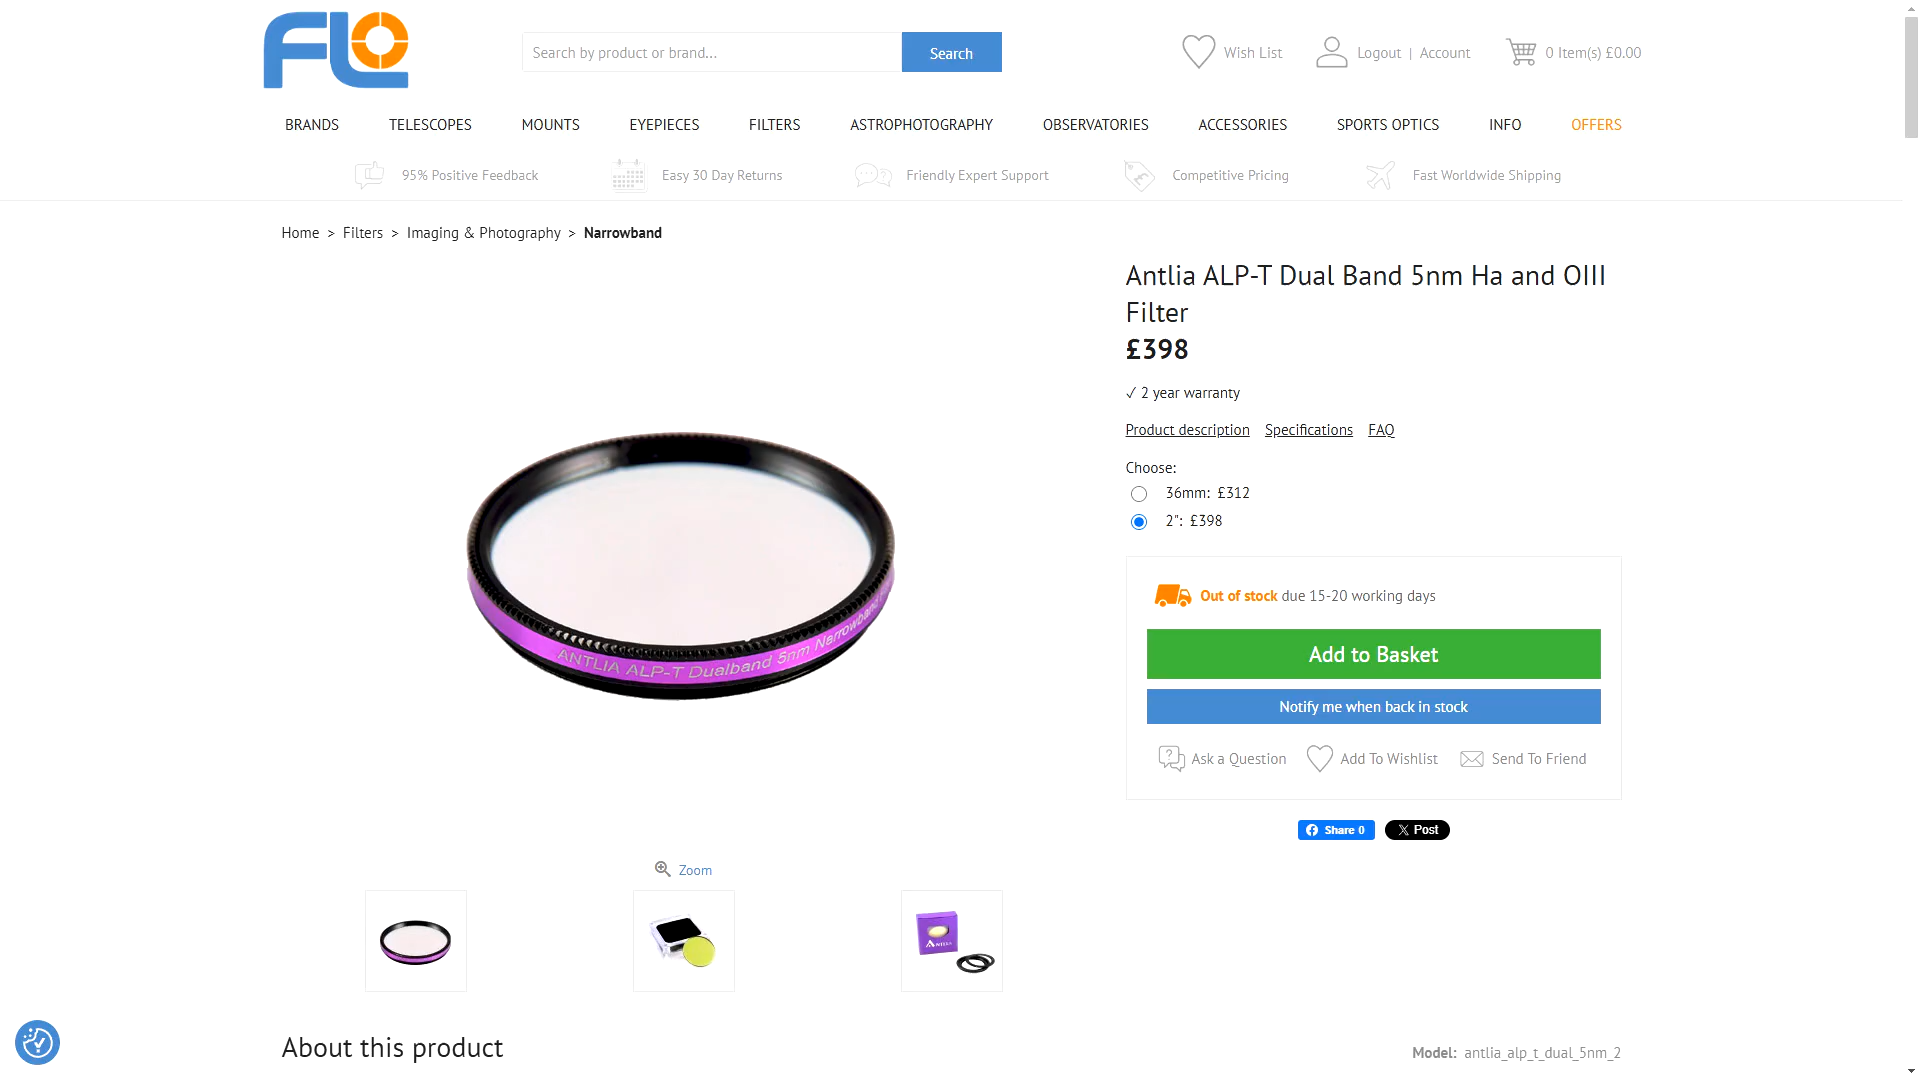 FLO
Search by product or brand...
Search
Wish List
Logout | Account
0 Item(s) £0.00
BRANDS TELESCOPES MOUNTS EYEPIECES FILTERS ASTROPHOTOGRAPHY OBSERVATORIES ACCESSORIES SPORTS OPTICS INFO OFFERS
95% Positive Feedback
Easy 30 Day Returns
Friendly Expert Support
Competitive Pricing
Fast Worldwide Shipping
Home > Filters > Imaging & Photography > Narrowband
Antlia ALP-T Dual Band 5nm Ha and OIII
Filter
£398
✓ 2 year warranty
Product description Specifications FAQ
Choose:
36mm: £312
2": £398
ANTLIA ALP-T Dualband 5nm Narrowband
Out of stock due 15-20 working days
Add to Basket
Notify me when back in stock
Ask a Question
Add To Wishlist
Send To Friend
Share 0
Post
Zoom
About this product
Model: antlia_alp_t_dual_5nm_2